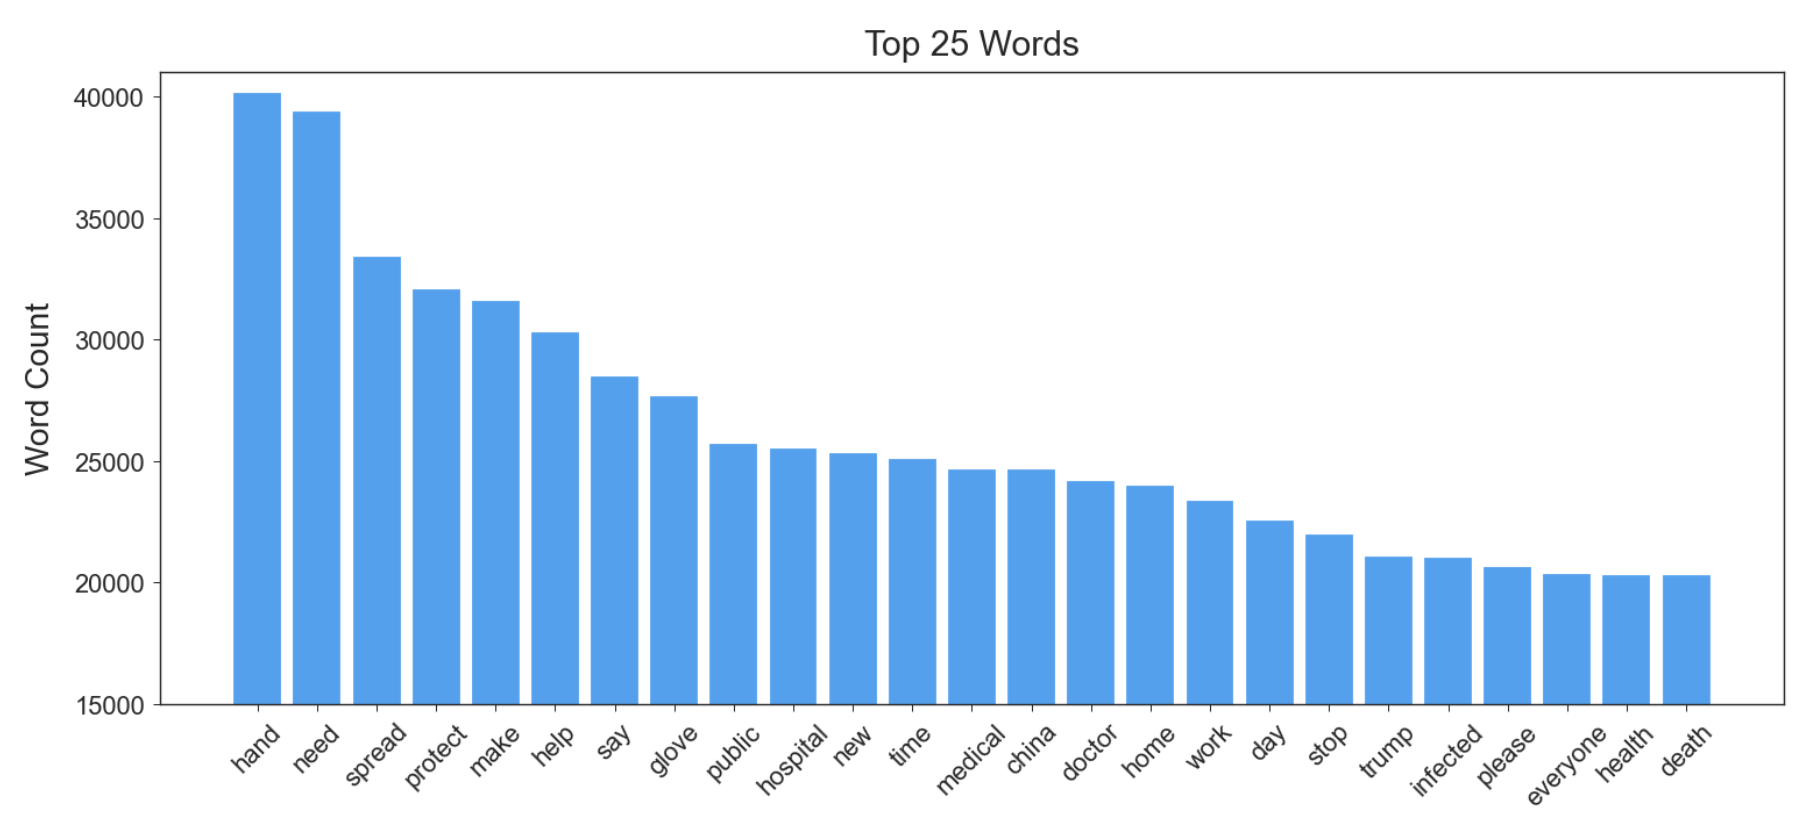 Top 25 Words
Word Count
40000
35000
30000
25000
20000
15000
hand
need
spread
protect
make
help
say
glove
public
hospital
new
time
medical
china
doctor
home
work
day
stop
trump
infected
please
everyone
health
death